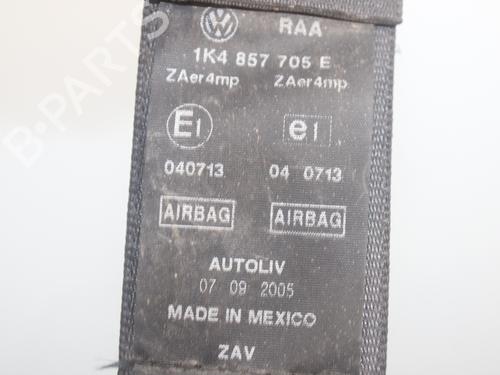 VW RAA
1K4 857 705 E
ZAer4mp ZAer4mp
E1 e1
040713 04 0713
AIRBAG AIRBAG
AUTOLIV
07 09 2005
MADE IN MEXICO
ZAV
B-PARTS